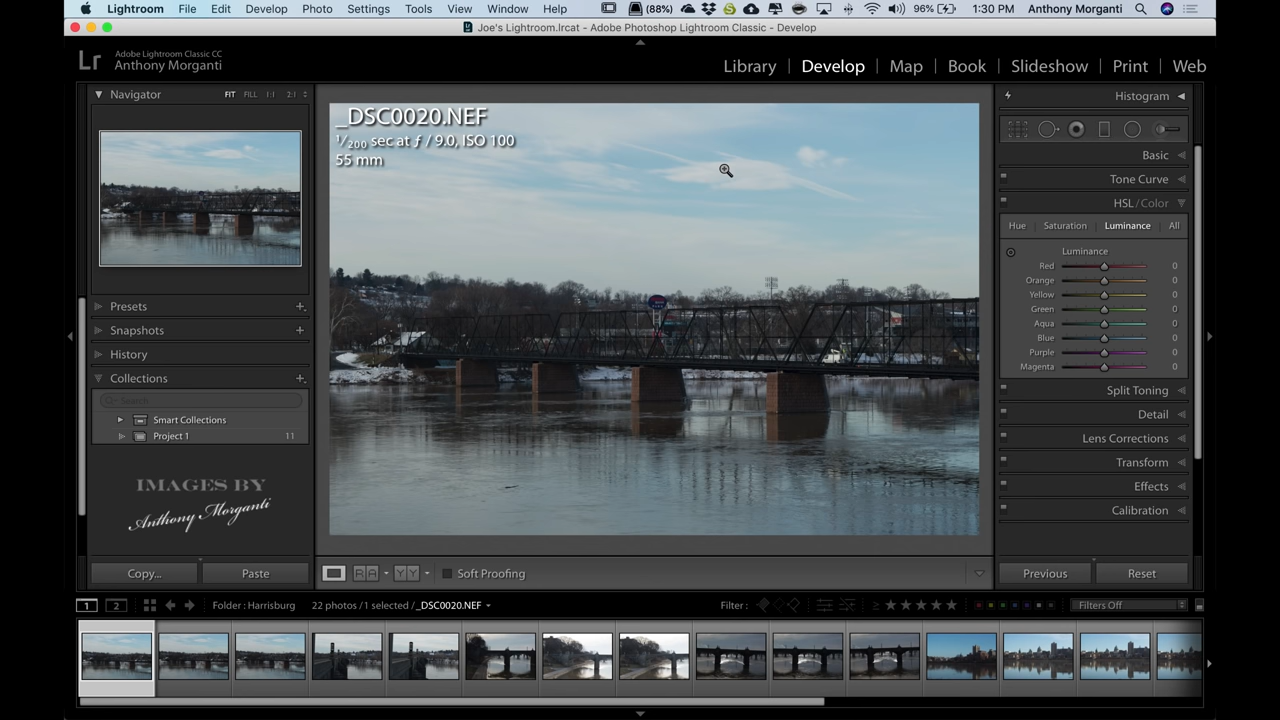 Lightroom File Edit Develop Photo Settings Tools View Window Help (88%) 96% 1:30 PM Anthony Morganti
Joe's Lightroom.lrcat - Adobe Photoshop Lightroom Classic - Develop
Lr Adobe Lightroom Classic CC
Anthony Morganti
Library | Develop | Map | Book | Slideshow | Print | Web
Navigator FIT FILL 1:1 2:1
Histogram
_DSC0020.NEF
1/200 sec at ƒ / 9.0, ISO 100
55 mm
Basic
Tone Curve
HSL / Color
Hue Saturation Luminance All
Luminance
Red 0
Orange 0
Yellow 0
Green 0
Aqua 0
Blue 0
Purple 0
Magenta 0
Split Toning
Detail
Lens Corrections
Transform
Effects
Calibration
Presets
Snapshots
History
Collections
Search
Smart Collections
Project 1 11
IMAGES BY
Anthony Morganti
Copy... Paste
R A Y Y Soft Proofing
Previous Reset
1 2 Folder : Harrisburg 22 photos / 1 selected / _DSC0020.NEF Filter : ≥ ★★★★★ Filters Off